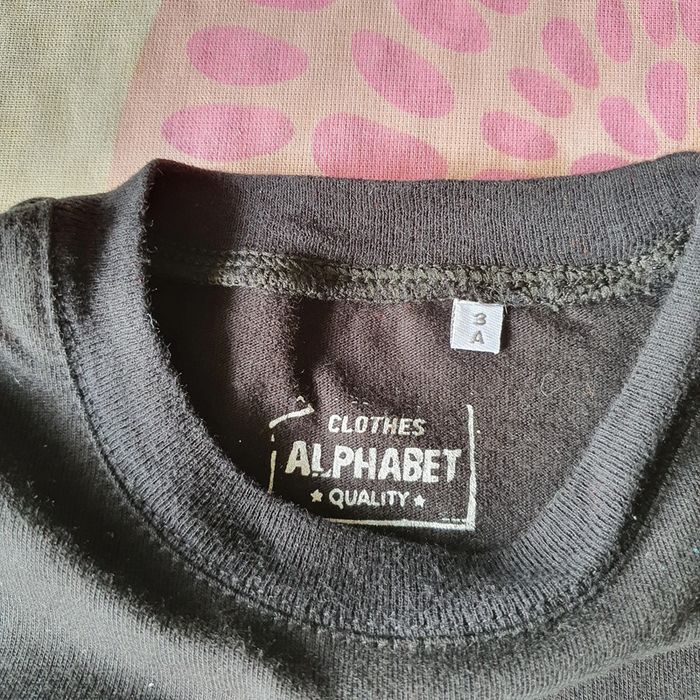 3
A
CLOTHES
ALPHABET
★ QUALITY ★